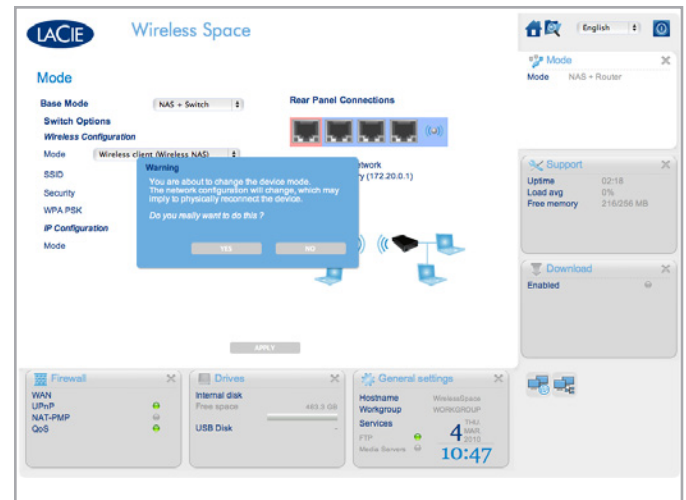 LACIE
Wireless Space
English
Mode
Base Mode
NAS + Switch
Switch Options
Wireless Configuration
Mode
Wireless client (Wireless NAS)
SSID
Security
WPA PSK
IP Configuration
Mode
Rear Panel Connections
(172.20.0.1)
Warning
You are about to change the device mode.
The network configuration will change, which may
imply to physically reconnect the device.
Do you really want to do this ?
YES
NO
APPLY
Mode
Mode NAS + Router
Support
Uptime 02:18
Load avg 0%
Free memory 216/256 MB
Download
Enabled
Firewall
WAN
UPnP
NAT-PMP
QoS
Drives
Internal disk
Free space 463.3 GB
USB Disk -
General settings
Hostname WirelessSpace
Workgroup WORKGROUP
Services
FTP
Media Servers
4
THU.
MAR.
2010
10:47